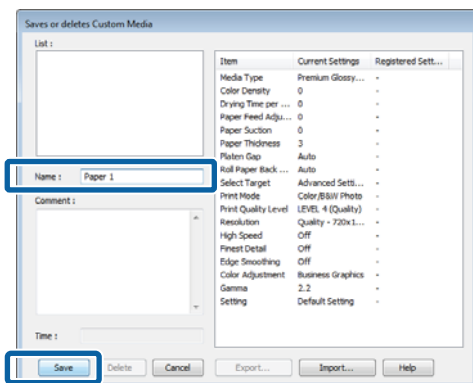 Saves or deletes Custom Media
List :
Name : Paper 1
Comment :
Time :
Item Current Settings Registered Sett...
Media Type Premium Glossy... -
Color Density 0 -
Drying Time per ... 0 -
Paper Feed Adju... 0 -
Paper Suction 0 -
Paper Thickness 3 -
Platen Gap Auto -
Roll Paper Back ... Auto -
Select Target Advanced Setti... -
Print Mode Color/B&W Photo -
Print Quality Level LEVEL 4 (Quality) -
Resolution Quality - 720x1... -
High Speed Off -
Finest Detail Off -
Edge Smoothing Off -
Color Adjustment Business Graphics -
Gamma 2.2 -
Setting Default Setting -
Save Delete Cancel Export... Import... Help